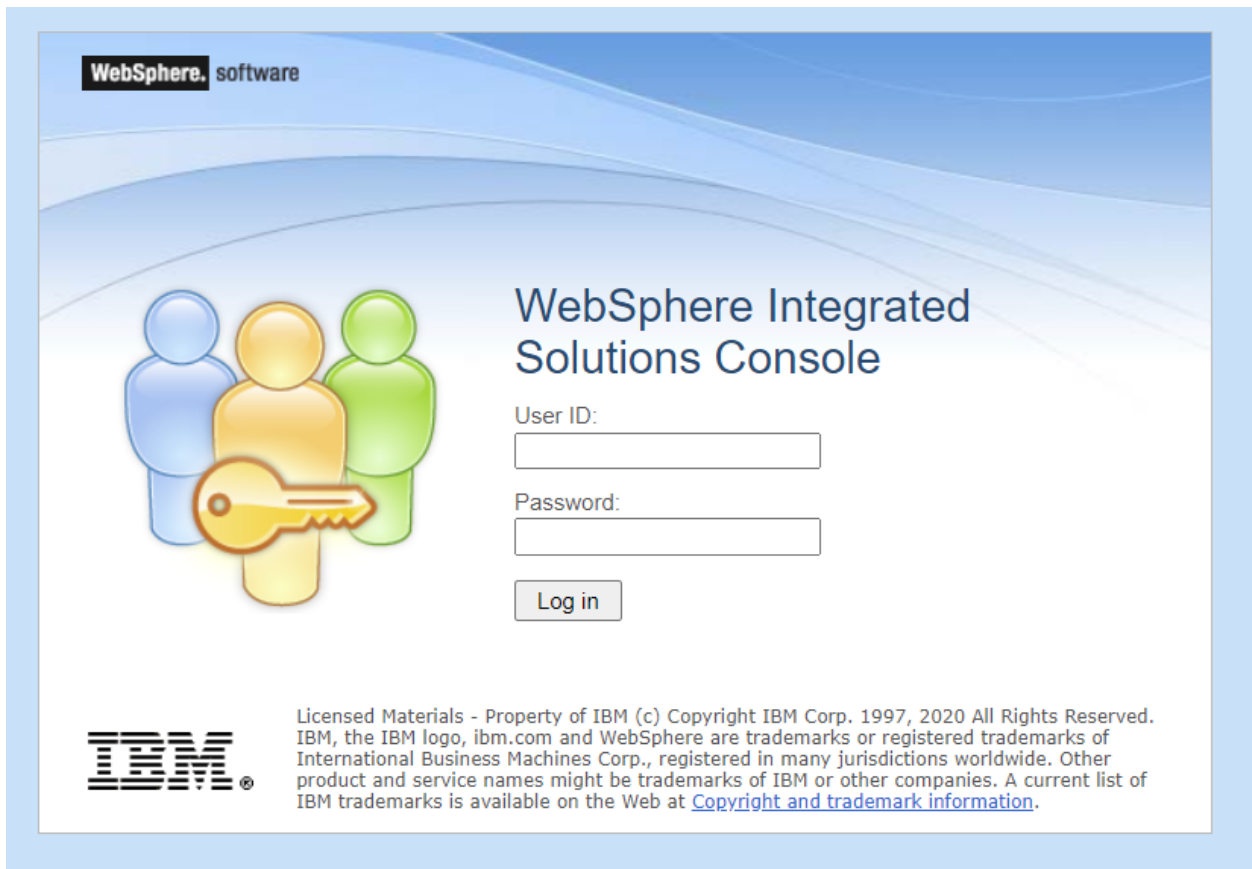 WebSphere. software
WebSphere Integrated
Solutions Console
User ID:
Password:
Log in
Licensed Materials - Property of IBM (c) Copyright IBM Corp. 1997, 2020 All Rights Reserved.
IBM, the IBM logo, ibm.com and WebSphere are trademarks or registered trademarks of
International Business Machines Corp., registered in many jurisdictions worldwide. Other
product and service names might be trademarks of IBM or other companies. A current list of
IBM trademarks is available on the Web at Copyright and trademark information.
IBM®